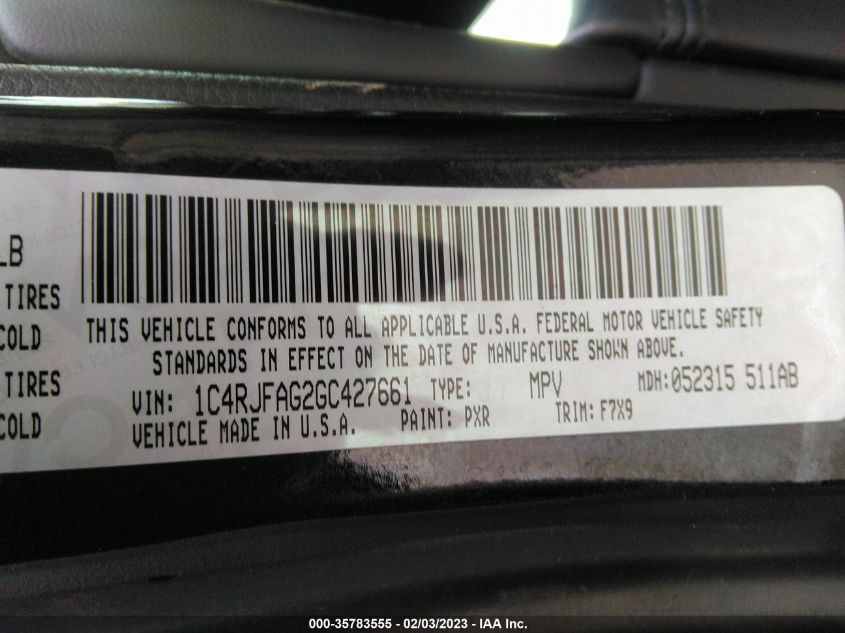 LB
TIRES
COLD
TIRES
COLD
THIS VEHICLE CONFORMS TO ALL APPLICABLE U.S.A. FEDERAL MOTOR VEHICLE SAFETY
STANDARDS IN EFFECT ON THE DATE OF MANUFACTURE SHOWN ABOVE.
VIN: 1C4RJFAG2GC427661 TYPE: MPV MDH:052315 511AB
VEHICLE MADE IN U.S.A. PAINT: PXR TRIM:F7X9
000-35783555 - 02/03/2023 - IAA Inc.